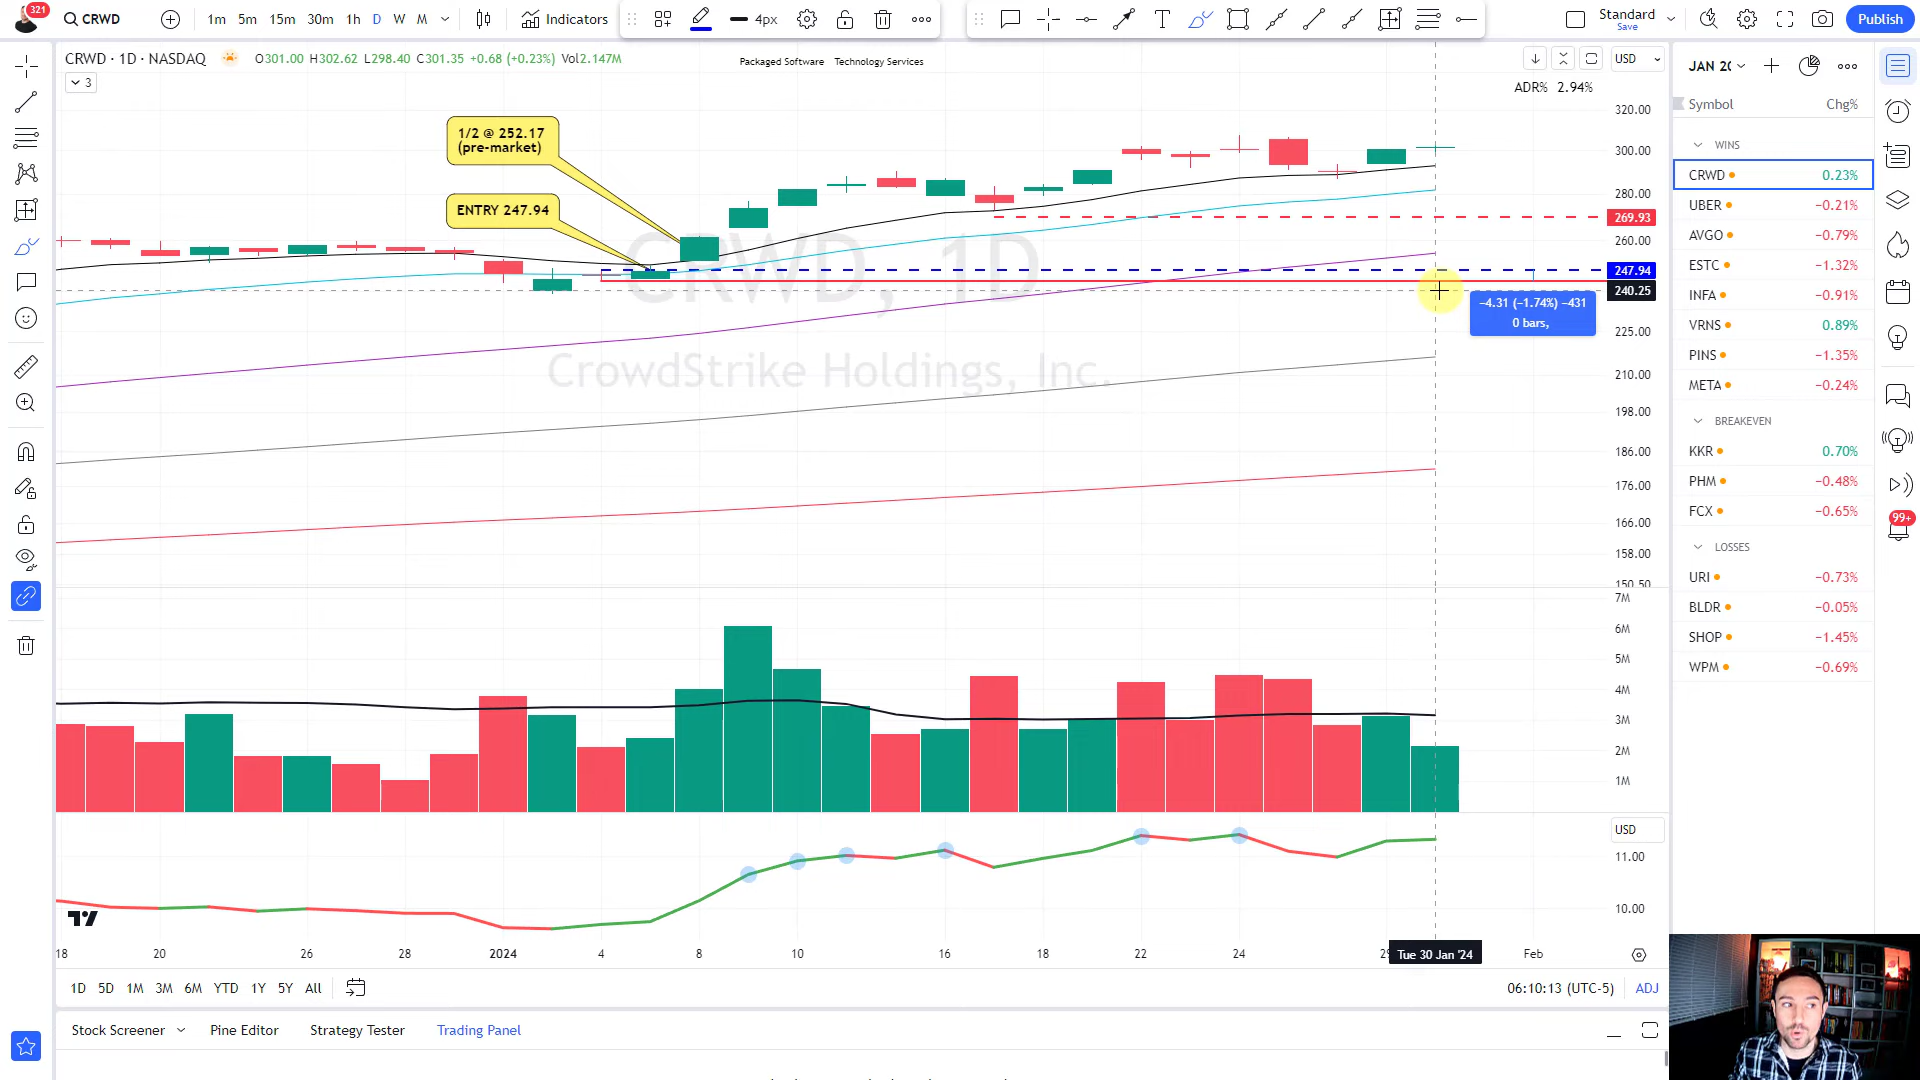 321
CRWD
1m 5m 15m 30m 1h D W M
Indicators
4px
Standard
Save
Publish
CRWD · 1D · NASDAQ
O301.00 H302.62 L298.40 C301.35 +0.68 (+0.23%) Vol2.147M
3
Packaged Software Technology Services
USD
ADR% 2.94%
1/2 @ 252.17
(pre-market)
ENTRY 247.94
CRWD, 1D
CrowdStrike Holdings, Inc.
−4.31 (−1.74%) −431
0 bars,
320.00
300.00
280.00
269.93
260.00
247.94
240.25
225.00
210.00
198.00
186.00
176.00
166.00
158.00
150.50
7M
6M
5M
4M
3M
2M
1M
USD
11.00
10.00
18 20 26 28 2024 4 8 10 16 18 22 24 29 Tue 30 Jan '24 Feb
1D 5D 1M 3M 6M YTD 1Y 5Y All
06:10:13 (UTC-5) ADJ
Stock Screener Pine Editor Strategy Tester Trading Panel
JAN 20
Symbol Chg%
WINS
CRWD 0.23%
UBER −0.21%
AVGO −0.79%
ESTC −1.32%
INFA −0.91%
VRNS 0.89%
PINS −1.35%
META −0.24%
BREAKEVEN
KKR 0.70%
PHM −0.48%
FCX −0.65%
LOSSES
URI −0.73%
BLDR −0.05%
SHOP −1.45%
WPM −0.69%
99+